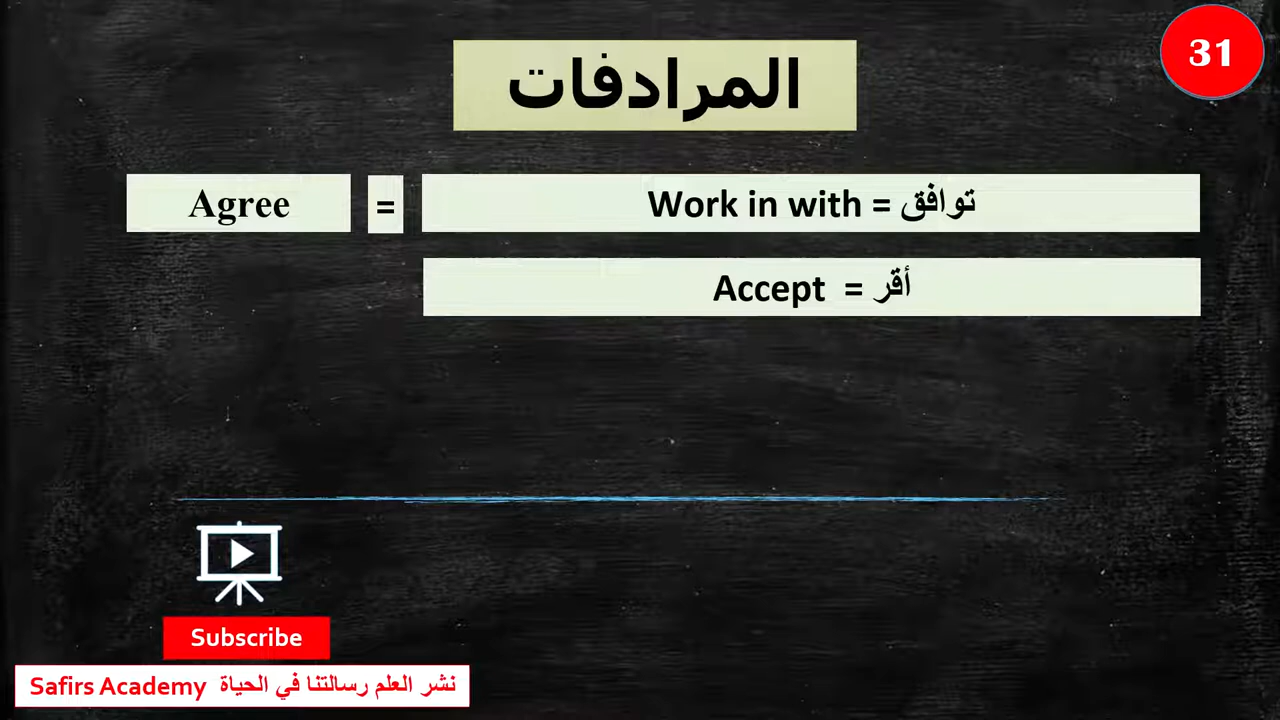 31
المرادفات
Agree = Work in with = توافق
Accept = أقر
Subscribe
Safirs Academy نشر العلم رسالتنا في الحياة